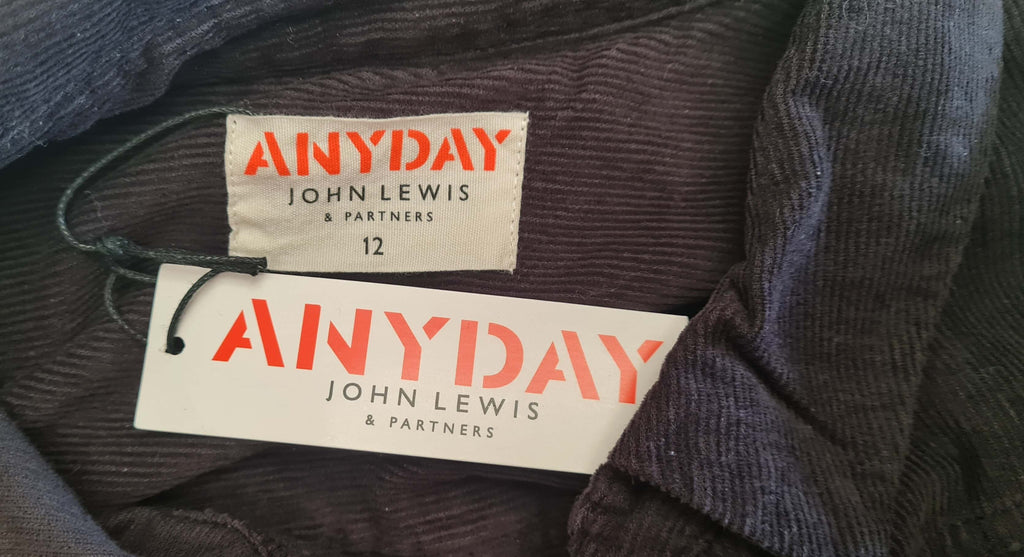 ANYDAY
JOHN LEWIS
& PARTNERS
12
ANYDAY
JOHN LEWIS
& PARTNERS